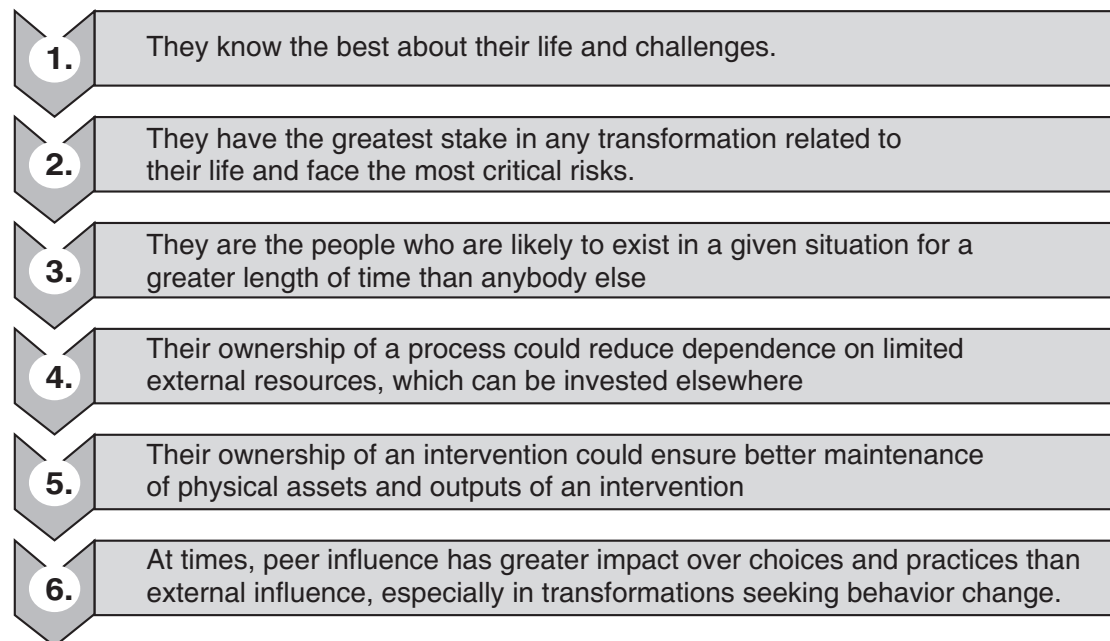 1. They know the best about their life and challenges.
2. They have the greatest stake in any transformation related to
their life and face the most critical risks.
3. They are the people who are likely to exist in a given situation for a
greater length of time than anybody else
4. Their ownership of a process could reduce dependence on limited
external resources, which can be invested elsewhere
5. Their ownership of an intervention could ensure better maintenance
of physical assets and outputs of an intervention
6. At times, peer influence has greater impact over choices and practices than
external influence, especially in transformations seeking behavior change.